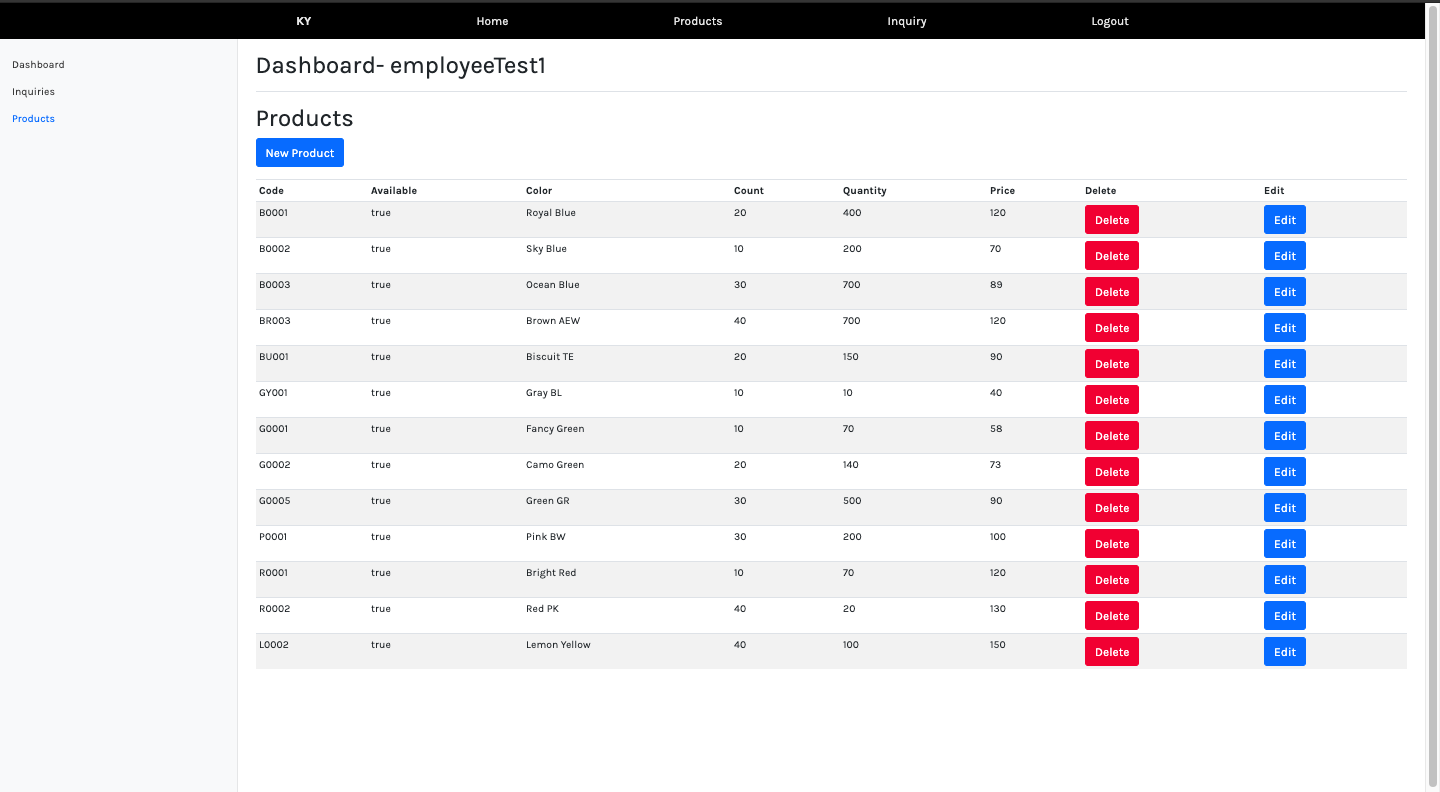 KY Home Products Inquiry Logout
Dashboard
Inquiries
Products
Dashboard- employeeTest1
Products
New Product
Code Available Color Count Quantity Price Delete Edit
B0001 true Royal Blue 20 400 120 Delete Edit
B0002 true Sky Blue 10 200 70 Delete Edit
B0003 true Ocean Blue 30 700 89 Delete Edit
BR003 true Brown AEW 40 700 120 Delete Edit
BU001 true Biscuit TE 20 150 90 Delete Edit
GY001 true Gray BL 10 10 40 Delete Edit
G0001 true Fancy Green 10 70 58 Delete Edit
G0002 true Camo Green 20 140 73 Delete Edit
G0005 true Green GR 30 500 90 Delete Edit
P0001 true Pink BW 30 200 100 Delete Edit
R0001 true Bright Red 10 70 120 Delete Edit
R0002 true Red PK 40 20 130 Delete Edit
L0002 true Lemon Yellow 40 100 150 Delete Edit